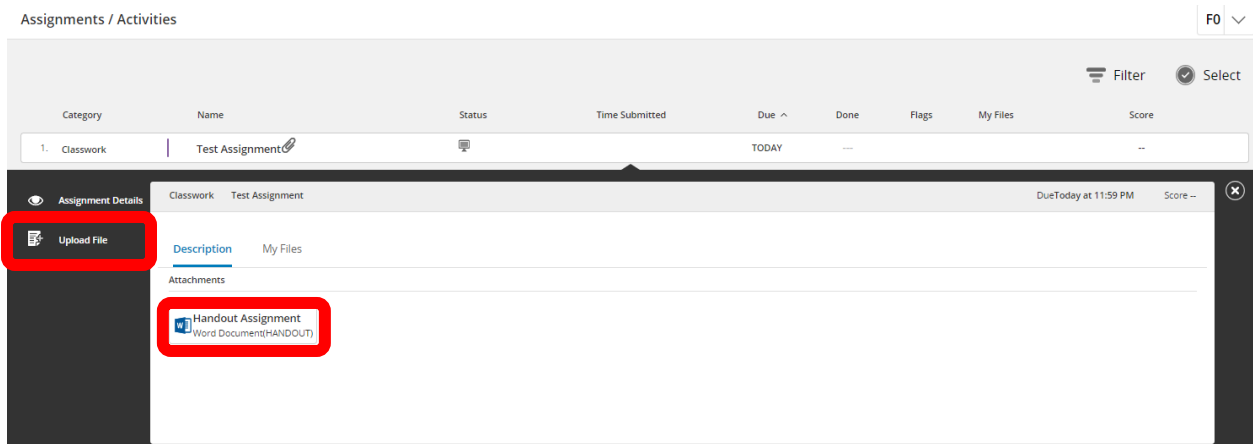 Assignments / Activities
F0
Filter
Select
Category Name Status Time Submitted Due Done Flags My Files Score
1. Classwork Test Assignment TODAY ---- --
Assignment Details
Classwork Test Assignment DueToday at 11:59 PM Score --
Upload File
Description My Files
Attachments
Handout Assignment
Word Document(HANDOUT)